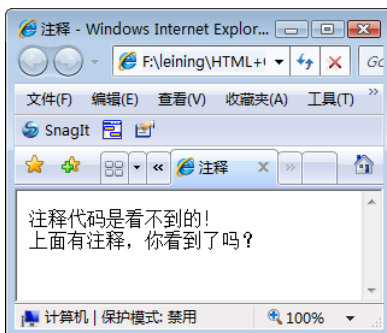 注释 - Windows Internet Explor...
F:\leining\HTML+
文件(F) 编辑(E) 查看(V) 收藏夹(A) 工具(T) »
SnagIt
« 注释 x »
注释代码是看不到的!
上面有注释，你看到了吗？
计算机 | 保护模式: 禁用 100%